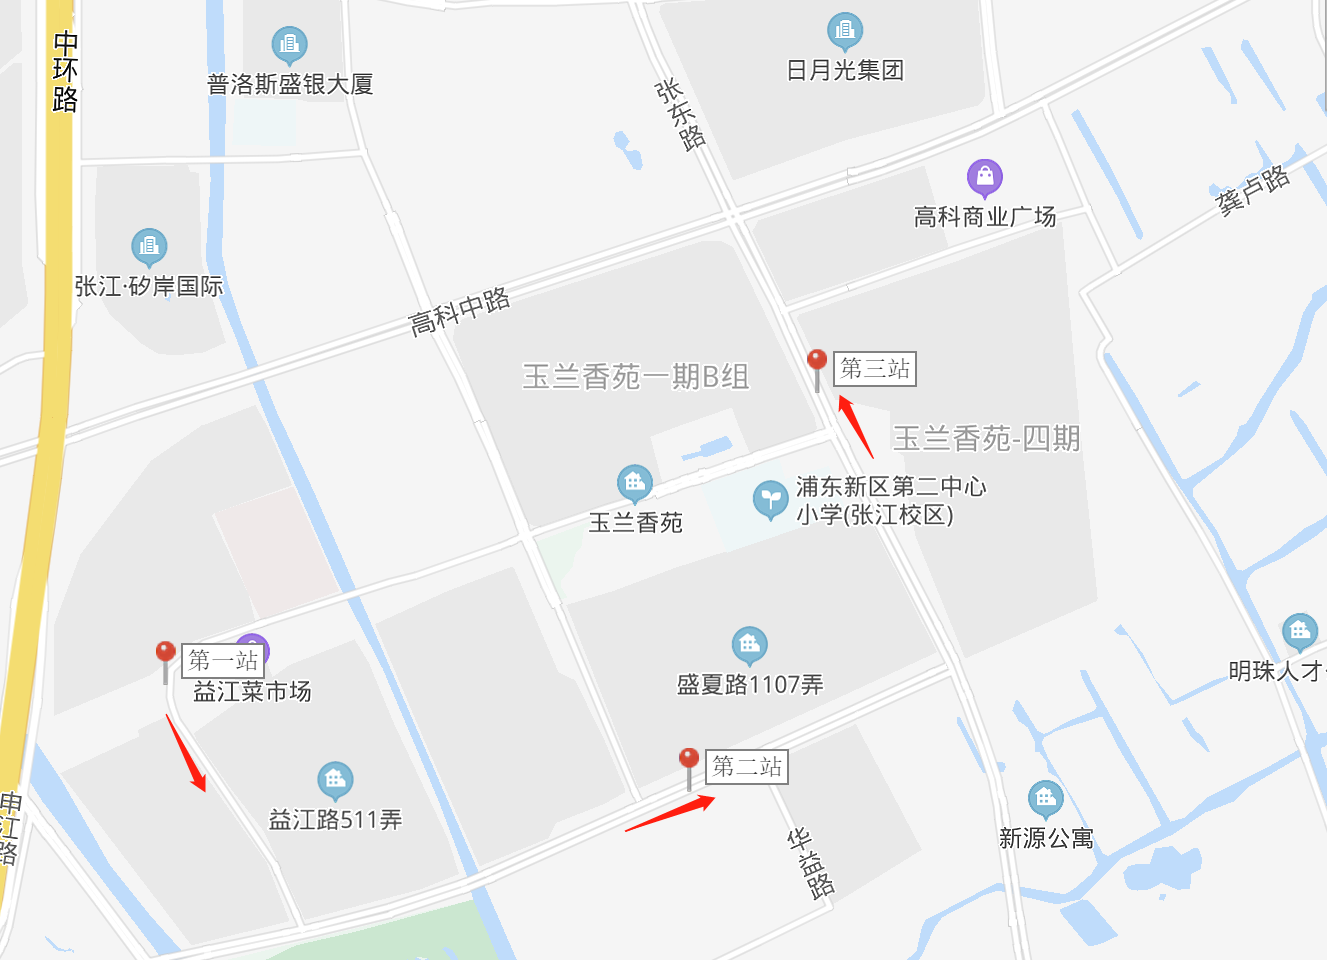 中环路
普洛斯盛银大厦
张东路
日月光集团
高科商业广场
龚卢路
张江·矽岸国际
高科中路
玉兰香苑一期B组
第三站
玉兰香苑-四期
玉兰香苑
浦东新区第二中心
小学(张江校区)
第一站
益江菜市场
盛夏路1107弄
明珠人才
第二站
益江路511弄
申江路
华益路
新源公寓